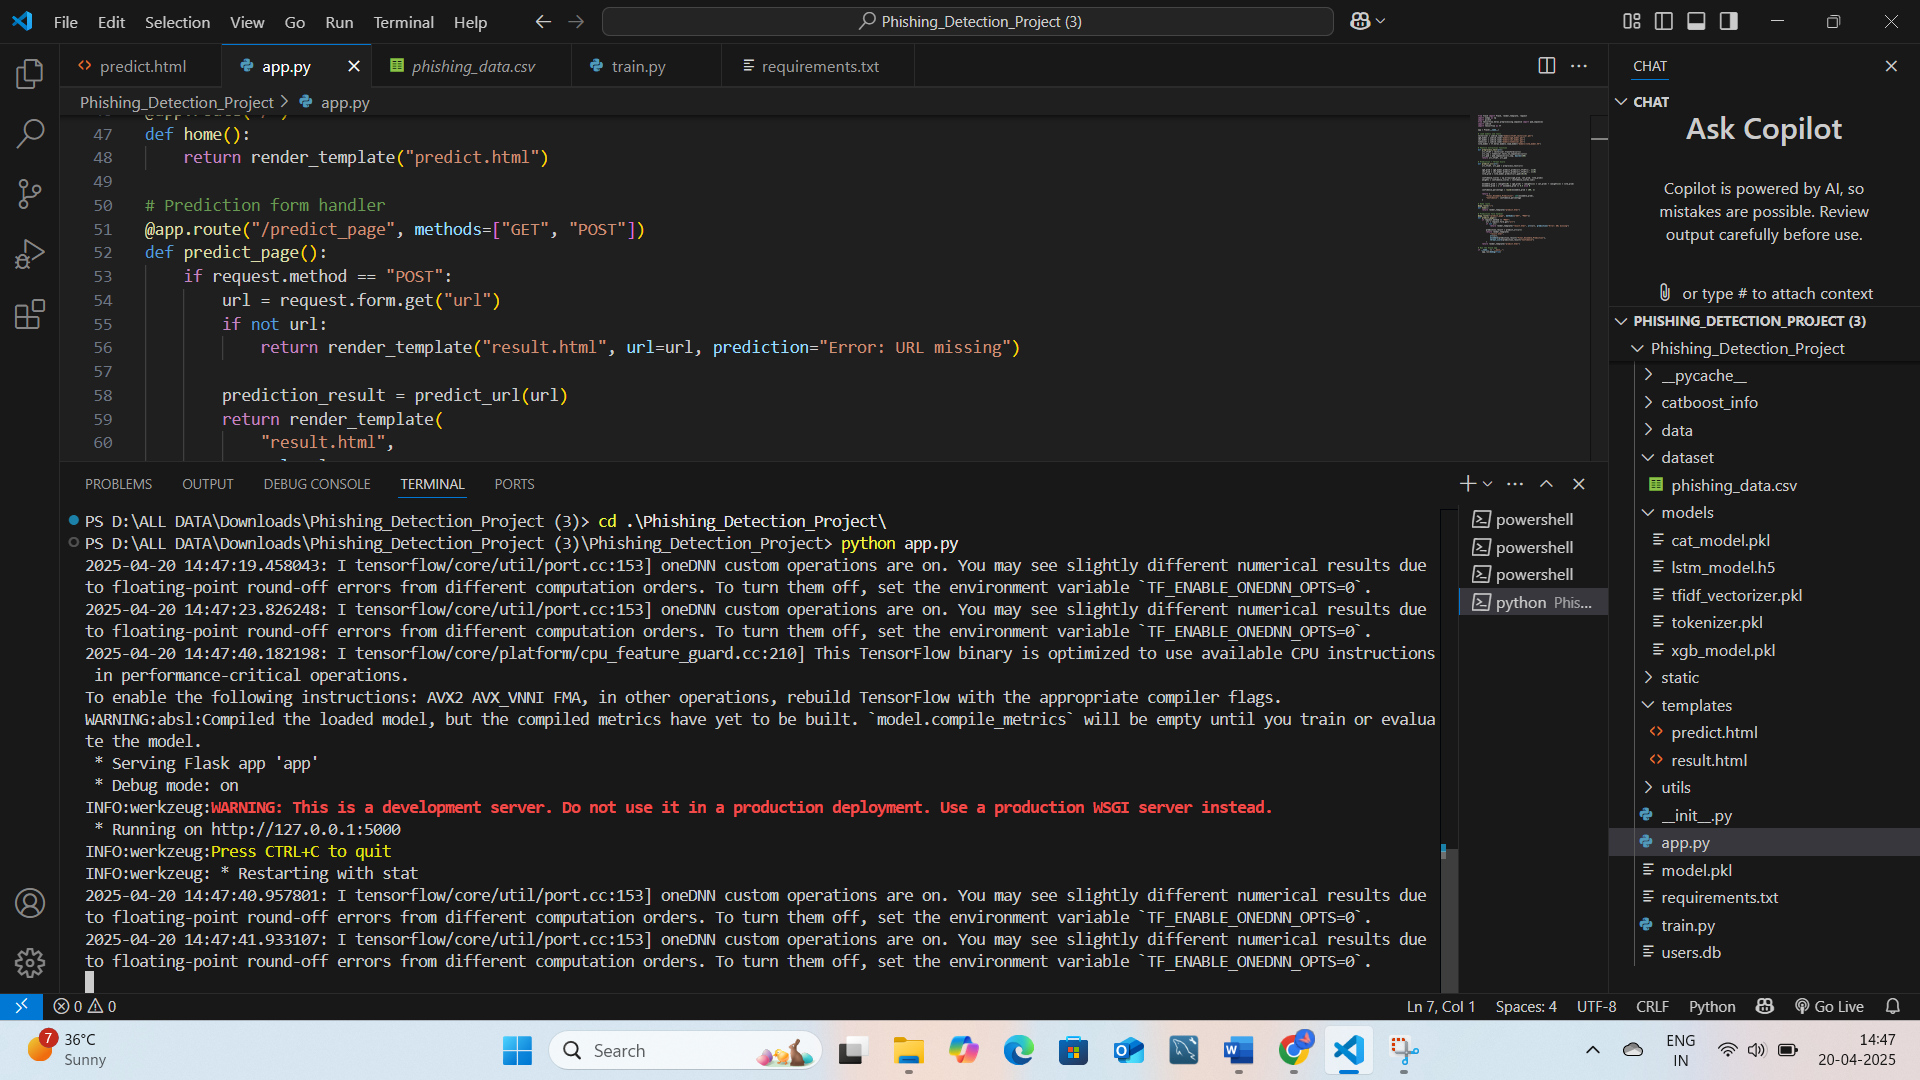 File Edit Selection View Go Run Terminal Help
Phishing_Detection_Project (3)
predict.html
app.py
phishing_data.csv
train.py
requirements.txt
Phishing_Detection_Project > app.py
47 def home():
48 return render_template("predict.html")
49
50 # Prediction form handler
51 @app.route("/predict_page", methods=["GET", "POST"])
52 def predict_page():
53 if request.method == "POST":
54 url = request.form.get("url")
55 if not url:
56 return render_template("result.html", url=url, prediction="Error: URL missing")
57
58 prediction_result = predict_url(url)
59 return render_template(
60 "result.html",
PROBLEMS OUTPUT DEBUG CONSOLE TERMINAL PORTS
PS D:\ALL DATA\Downloads\Phishing_Detection_Project (3)> cd .\Phishing_Detection_Project\
PS D:\ALL DATA\Downloads\Phishing_Detection_Project (3)\Phishing_Detection_Project> python app.py
2025-04-20 14:47:19.458043: I tensorflow/core/util/port.cc:153] oneDNN custom operations are on. You may see slightly different numerical results due
to floating-point round-off errors from different computation orders. To turn them off, set the environment variable `TF_ENABLE_ONEDNN_OPTS=0`.
2025-04-20 14:47:23.826248: I tensorflow/core/util/port.cc:153] oneDNN custom operations are on. You may see slightly different numerical results due
to floating-point round-off errors from different computation orders. To turn them off, set the environment variable `TF_ENABLE_ONEDNN_OPTS=0`.
2025-04-20 14:47:40.182198: I tensorflow/core/platform/cpu_feature_guard.cc:210] This TensorFlow binary is optimized to use available CPU instructions
in performance-critical operations.
To enable the following instructions: AVX2 AVX_VNNI FMA, in other operations, rebuild TensorFlow with the appropriate compiler flags.
WARNING:absl:Compiled the loaded model, but the compiled metrics have yet to be built. `model.compile_metrics` will be empty until you train or evalua
te the model.
* Serving Flask app 'app'
* Debug mode: on
INFO:werkzeug:WARNING: This is a development server. Do not use it in a production deployment. Use a production WSGI server instead.
* Running on http://127.0.0.1:5000
INFO:werkzeug:Press CTRL+C to quit
INFO:werkzeug: * Restarting with stat
2025-04-20 14:47:40.957801: I tensorflow/core/util/port.cc:153] oneDNN custom operations are on. You may see slightly different numerical results due
to floating-point round-off errors from different computation orders. To turn them off, set the environment variable `TF_ENABLE_ONEDNN_OPTS=0`.
2025-04-20 14:47:41.933107: I tensorflow/core/util/port.cc:153] oneDNN custom operations are on. You may see slightly different numerical results due
to floating-point round-off errors from different computation orders. To turn them off, set the environment variable `TF_ENABLE_ONEDNN_OPTS=0`.
powershell
powershell
powershell
python Phis...
CHAT
CHAT
Ask Copilot
Copilot is powered by AI, so
mistakes are possible. Review
output carefully before use.
or type # to attach context
PHISHING_DETECTION_PROJECT (3)
Phishing_Detection_Project
__pycache__
catboost_info
data
dataset
phishing_data.csv
models
cat_model.pkl
lstm_model.h5
tfidf_vectorizer.pkl
tokenizer.pkl
xgb_model.pkl
static
templates
predict.html
result.html
utils
__init__.py
app.py
model.pkl
requirements.txt
train.py
users.db
0 0
Ln 7, Col 1 Spaces: 4 UTF-8 CRLF Python Go Live
7
36°C
Sunny
Search
ENG
IN
14:47
20-04-2025